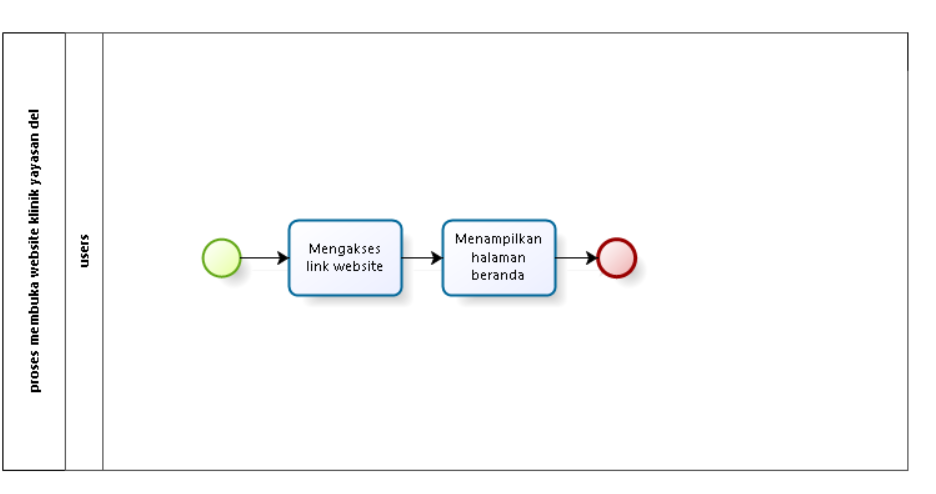 proses membuka website klinik yayasan del
users
Mengakses
link website
Menampilkan
halaman
beranda